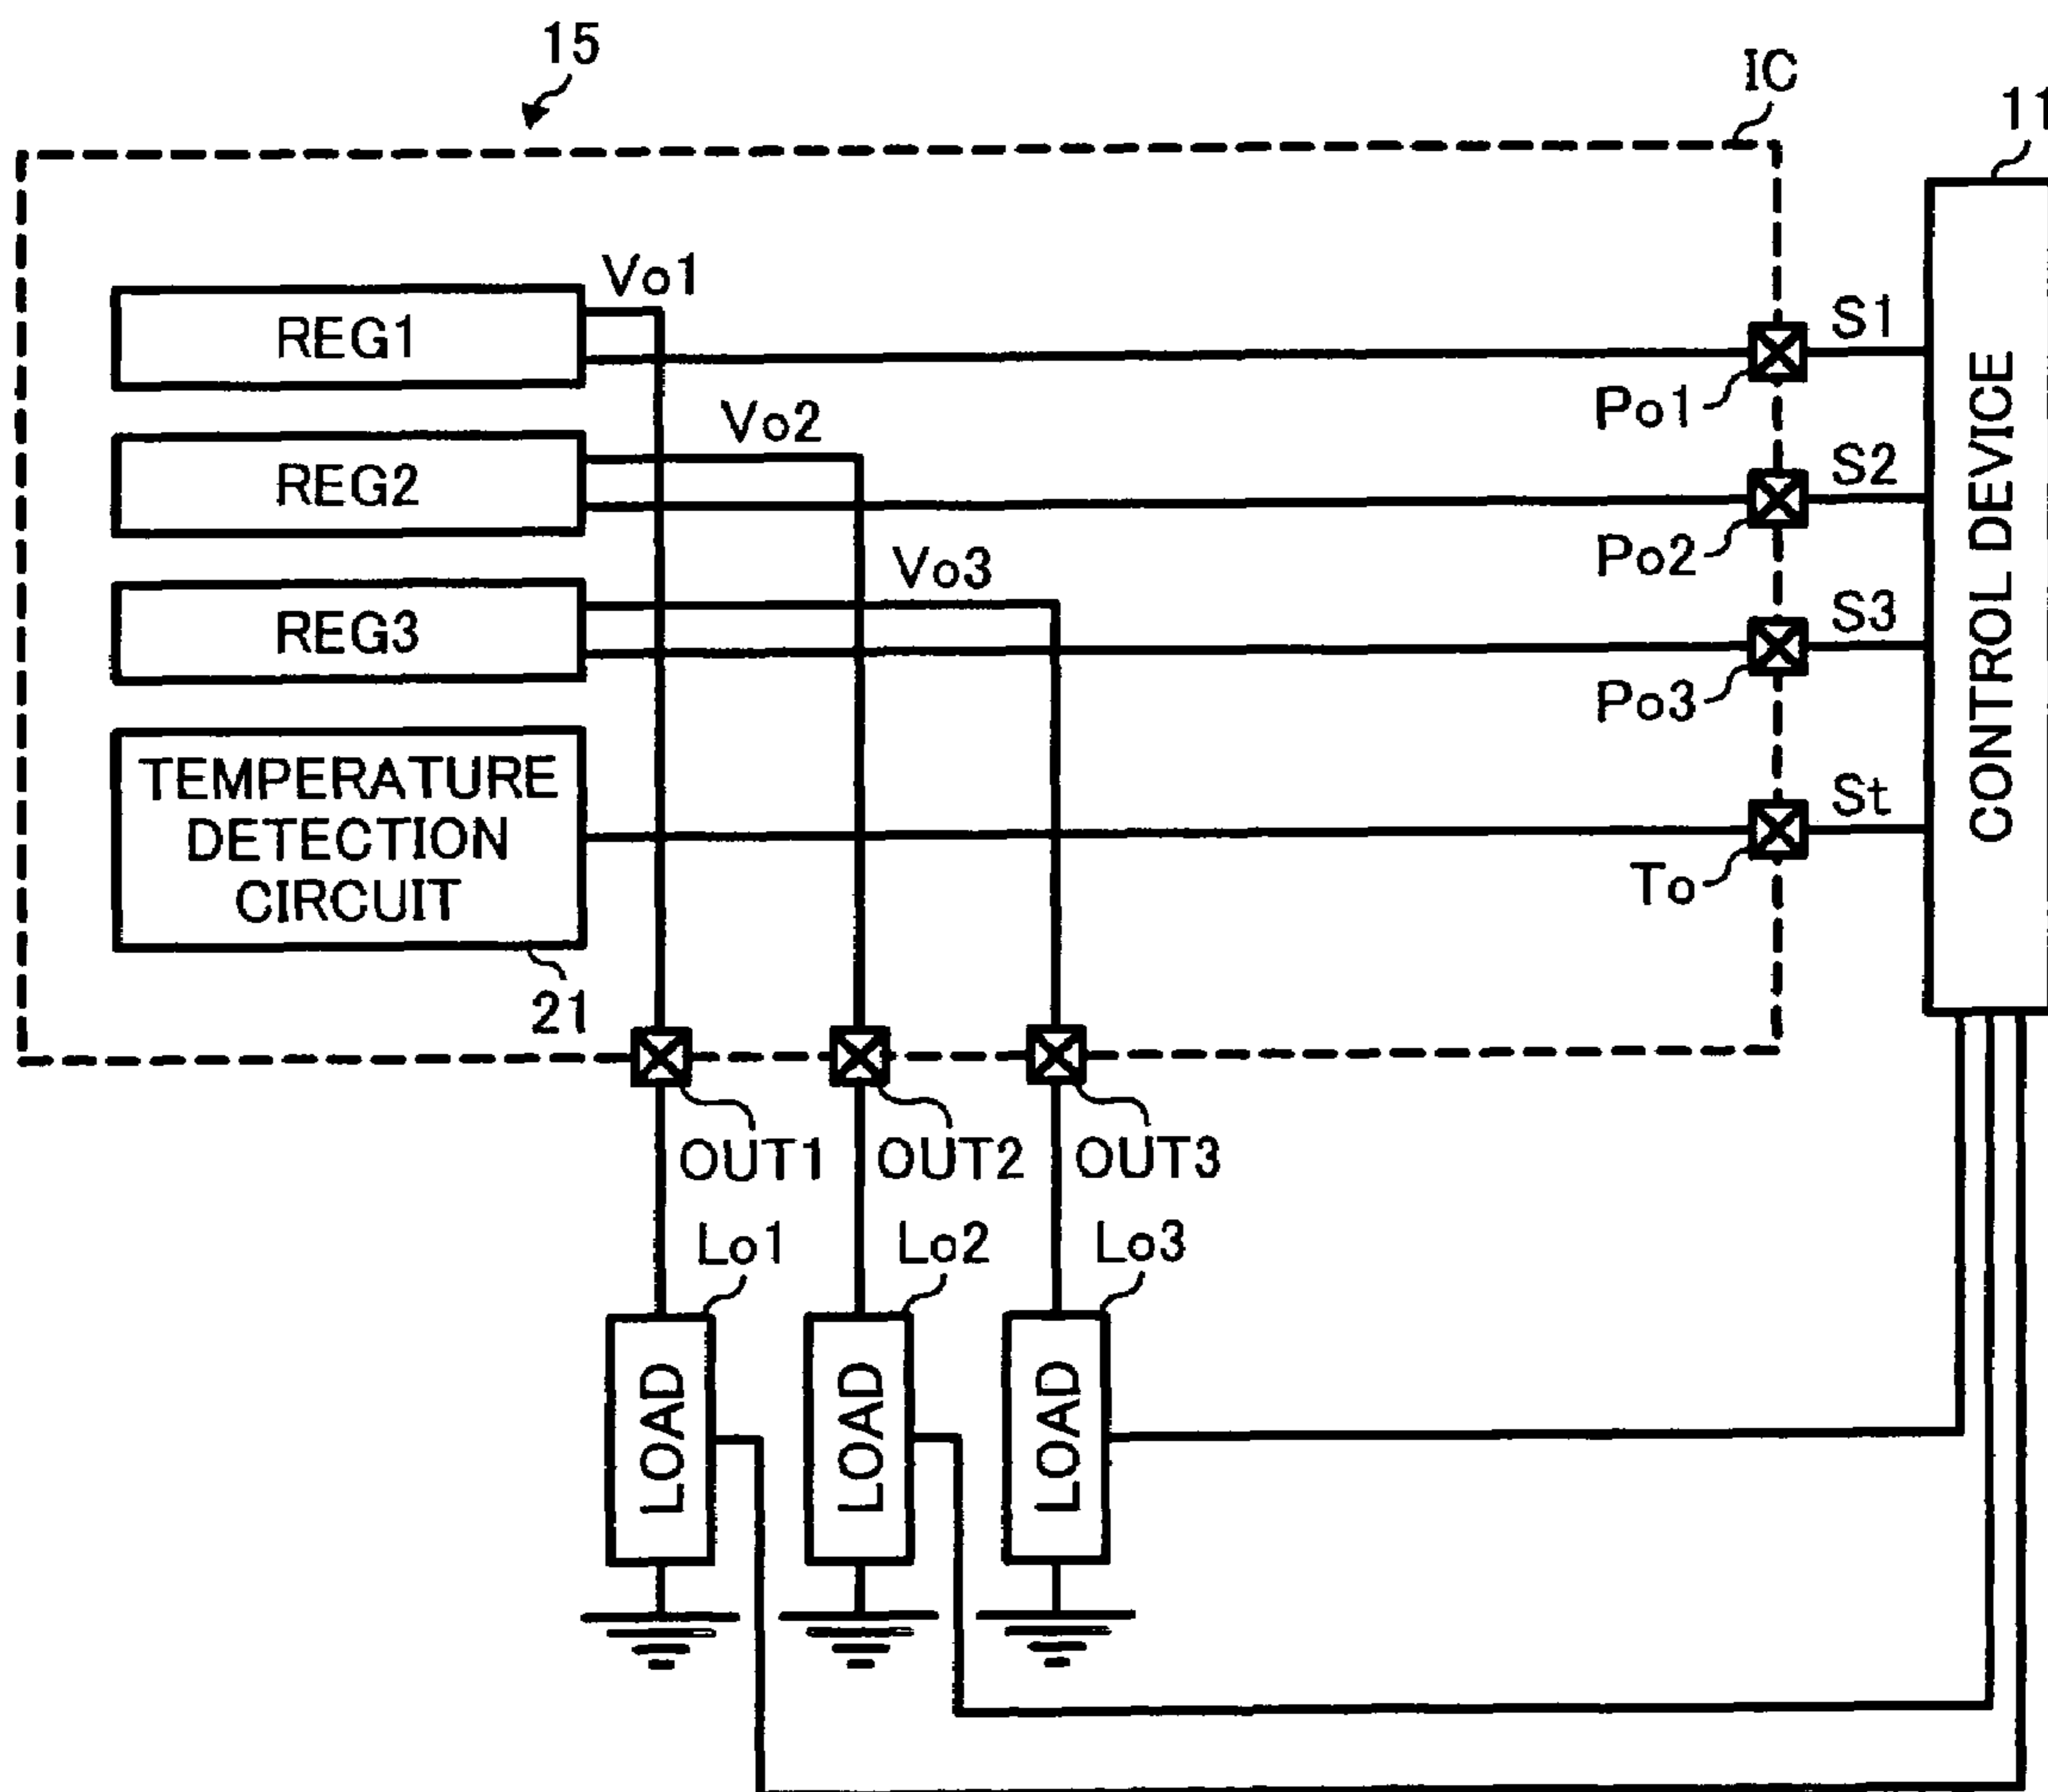 15
IC
11
Vo1
REG1
S1
Po1
Vo2
REG2
S2
Po2
Vo3
REG3
S3
Po3
TEMPERATURE
DETECTION
CIRCUIT
St
To
CONTROL DEVICE
21
OUT1
OUT2
OUT3
Lo1
Lo2
Lo3
LOAD
LOAD
LOAD